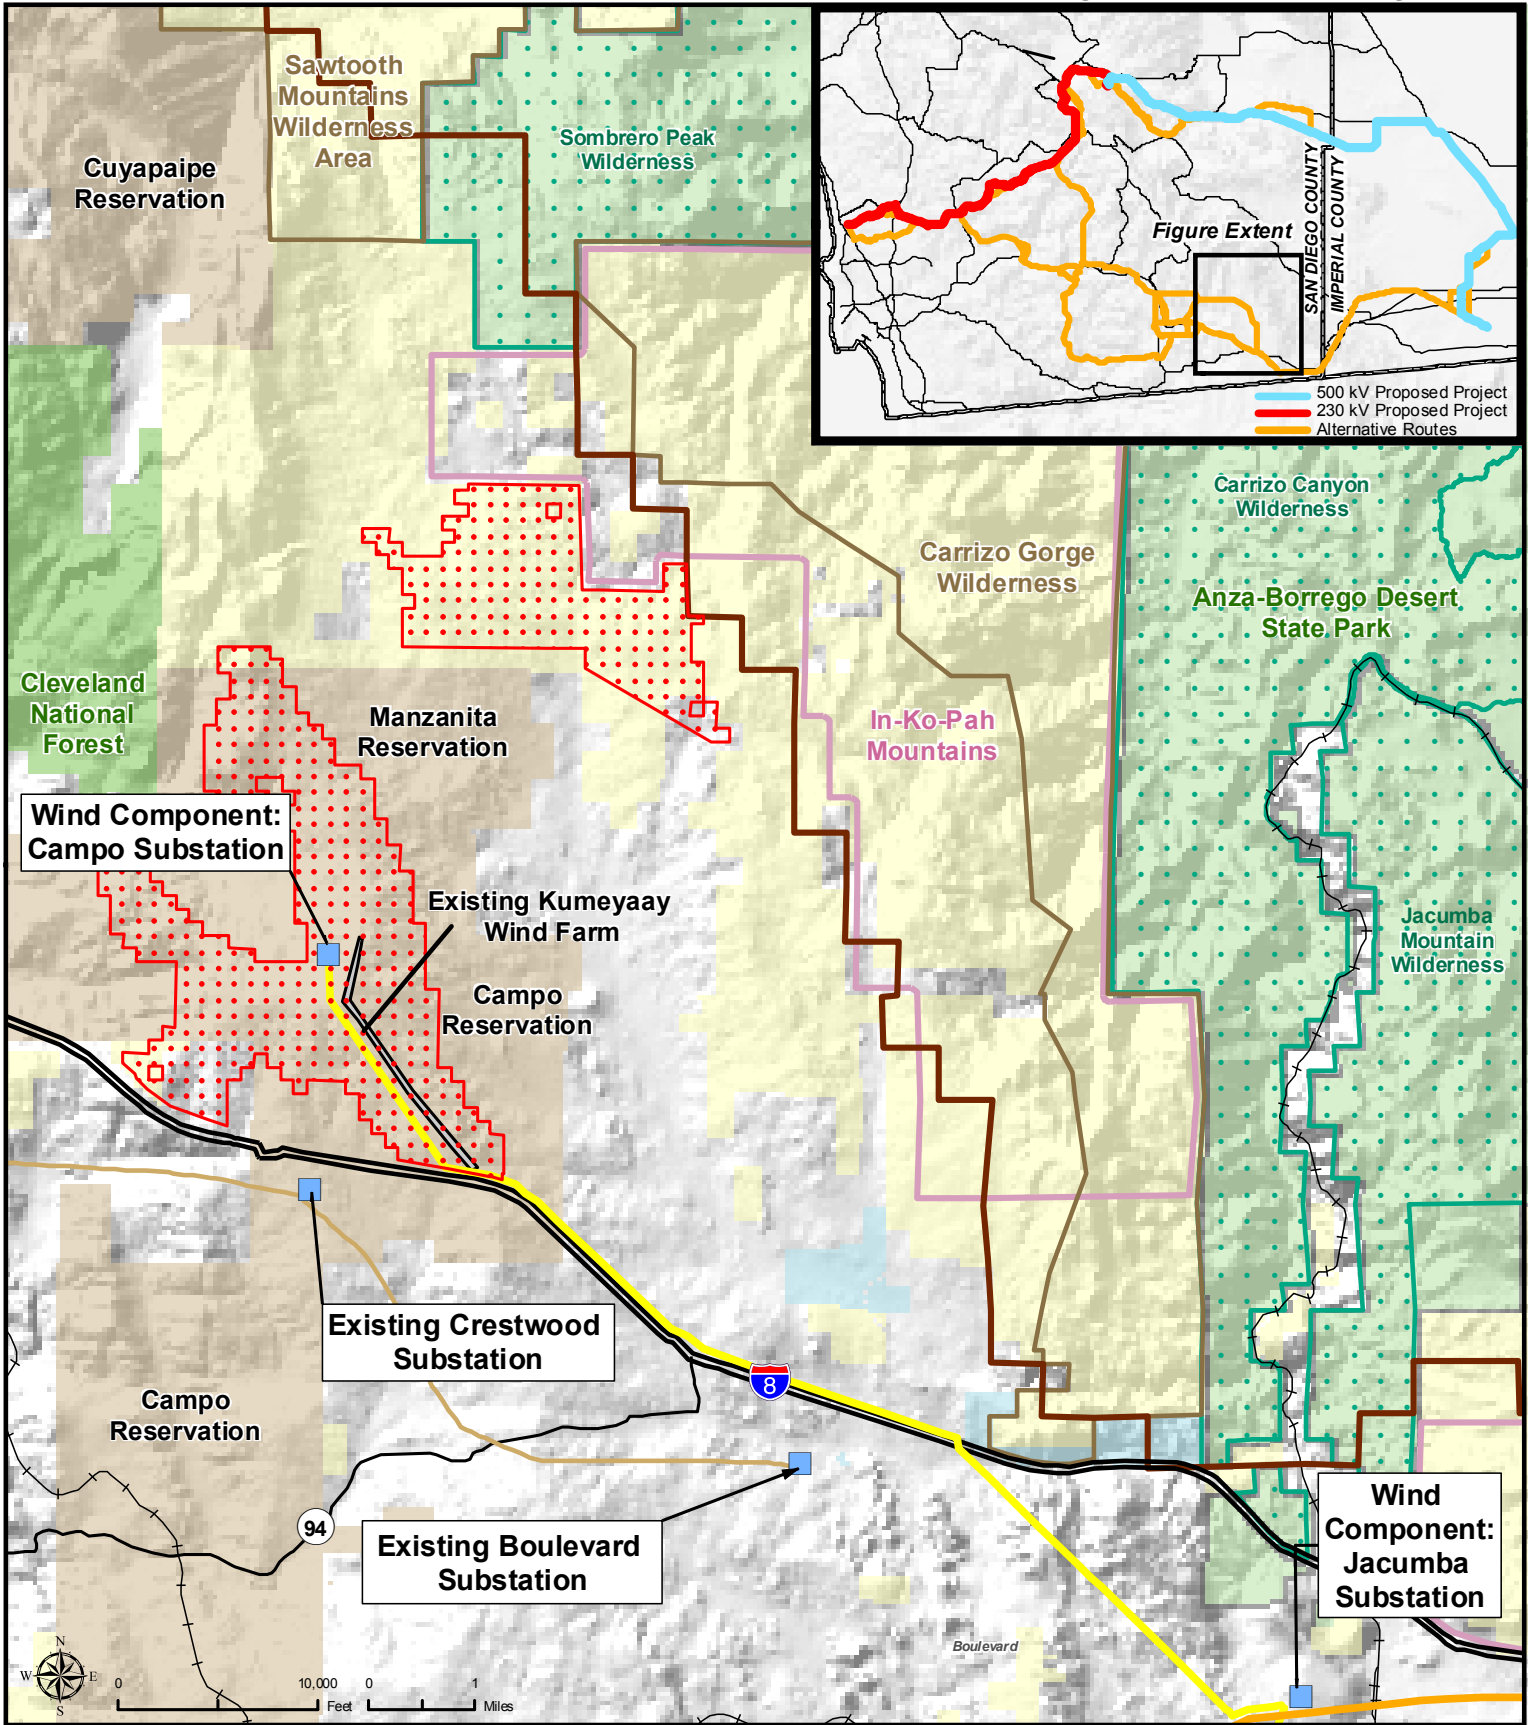 Sawtooth
Mountains
Wilderness
Area
Sombrero Peak
Wilderness
Cuyapaipe
Reservation
Figure Extent
SAN DIEGO COUNTY
IMPERIAL COUNTY
500 kV Proposed Project
230 kV Proposed Project
Alternative Routes
Carrizo Canyon
Wilderness
Carrizo Gorge
Wilderness
Anza-Borrego Desert
State Park
Cleveland
National
Forest
Manzanita
Reservation
In-Ko-Pah
Mountains
Wind Component:
Campo Substation
Existing Kumeyaay
Wind Farm
Jacumba
Mountain
Wilderness
Campo
Reservation
Existing Crestwood
Substation
8
Campo
Reservation
94
Existing Boulevard
Substation
Wind
Component:
Jacumba
Substation
Boulevard
N
W E
S
0 10,000
Feet
0 1
Miles